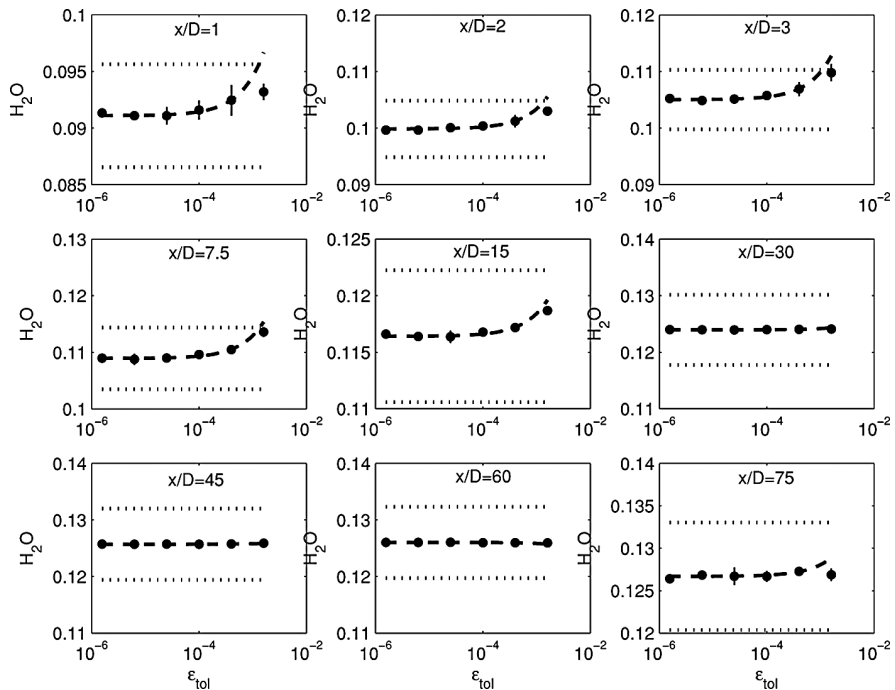 x/D=1
H₂O
0.1
0.095
0.09
0.085
10⁻⁶ 10⁻⁴ 10⁻²
x/D=2
H₂O
0.12
0.11
0.1
0.09
10⁻⁶ 10⁻⁴ 10⁻²
x/D=3
H₂O
0.12
0.11
0.1
0.09
10⁻⁶ 10⁻⁴ 10⁻²
x/D=7.5
H₂O
0.13
0.12
0.11
0.1
10⁻⁶ 10⁻⁴ 10⁻²
x/D=15
H₂O
0.125
0.12
0.115
0.11
10⁻⁶ 10⁻⁴ 10⁻²
x/D=30
H₂O
0.14
0.13
0.12
0.11
10⁻⁶ 10⁻⁴ 10⁻²
x/D=45
H₂O
0.14
0.13
0.12
0.11
10⁻⁶ 10⁻⁴ 10⁻²
ε_tol
x/D=60
H₂O
0.14
0.13
0.12
0.11
10⁻⁶ 10⁻⁴ 10⁻²
ε_tol
x/D=75
H₂O
0.14
0.135
0.13
0.125
0.12
10⁻⁶ 10⁻⁴ 10⁻²
ε_tol